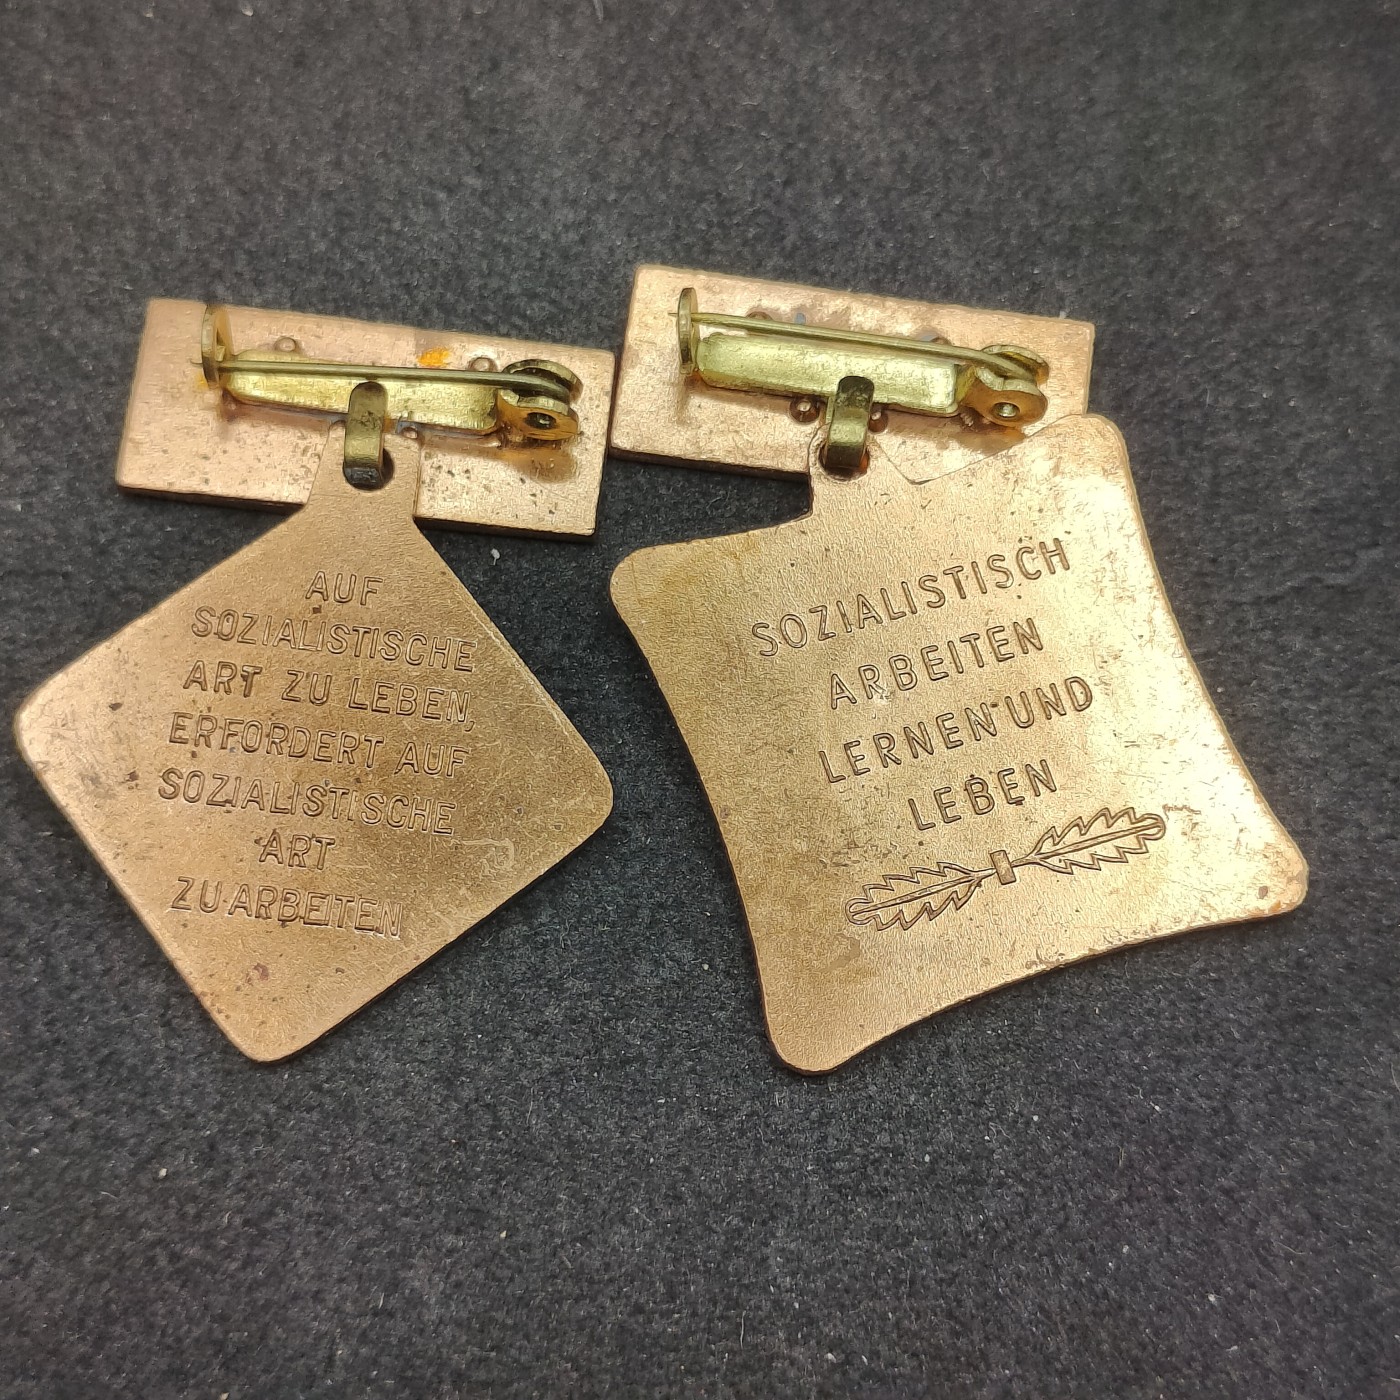 AUF
SOZIALISTISCHE
ART ZU LEBEN,
ERFORDERT AUF
SOZIALISTISCHE
ART
ZU ARBEITEN
SOZIALISTISCH
ARBEITEN
LERNEN UND
LEBEN